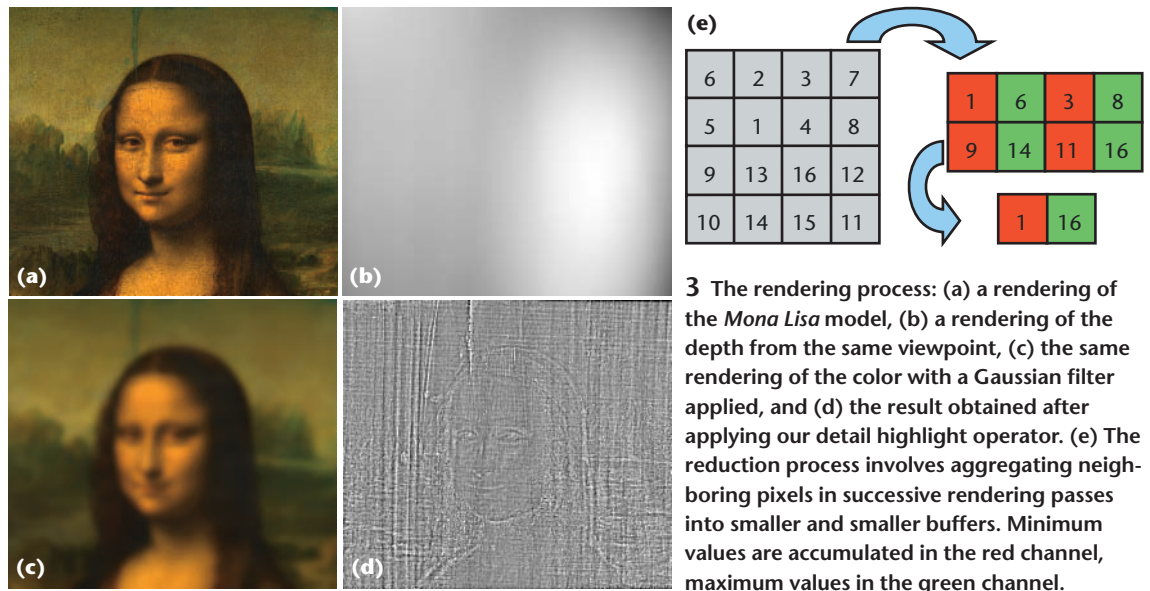 (a)
(b)
(c)
(d)
(e)
6 2 3 7
5 1 4 8
9 13 16 12
10 14 15 11
1 6 3 8
9 14 11 16
1 16
3 The rendering process: (a) a rendering of
the Mona Lisa model, (b) a rendering of the
depth from the same viewpoint, (c) the same
rendering of the color with a Gaussian filter
applied, and (d) the result obtained after
applying our detail highlight operator. (e) The
reduction process involves aggregating neigh-
boring pixels in successive rendering passes
into smaller and smaller buffers. Minimum
values are accumulated in the red channel,
maximum values in the green channel.